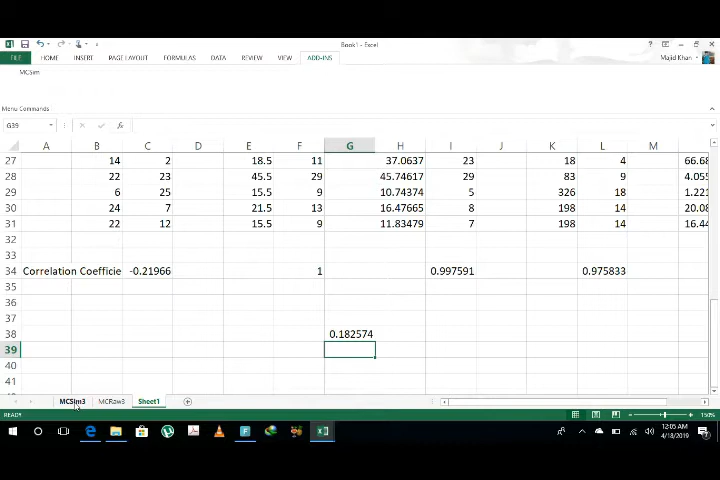 Book1 - Excel
FILE HOME INSERT PAGE LAYOUT FORMULAS DATA REVIEW VIEW ADD-INS Majid Khan
MCSim
Menu Commands
G39 fx
A B C D E F G H I J K L M
27 14 2 18.5 11 37.0637 23 18 4 66.68
28 22 23 45.5 29 45.74617 29 83 9 4.055
29 6 25 15.5 9 10.74374 5 326 18 1.221
30 24 7 21.5 13 16.47665 8 198 14 20.08
31 22 12 15.5 9 11.83479 7 198 14 16.44
32
33
34 Correlation Coefficie -0.21966 1 0.997591 0.975833
35
36
37
38 0.182574
39
40
41
MCSim3 MCRaw3 Sheet1
READY 150%
12:05 AM
4/18/2019